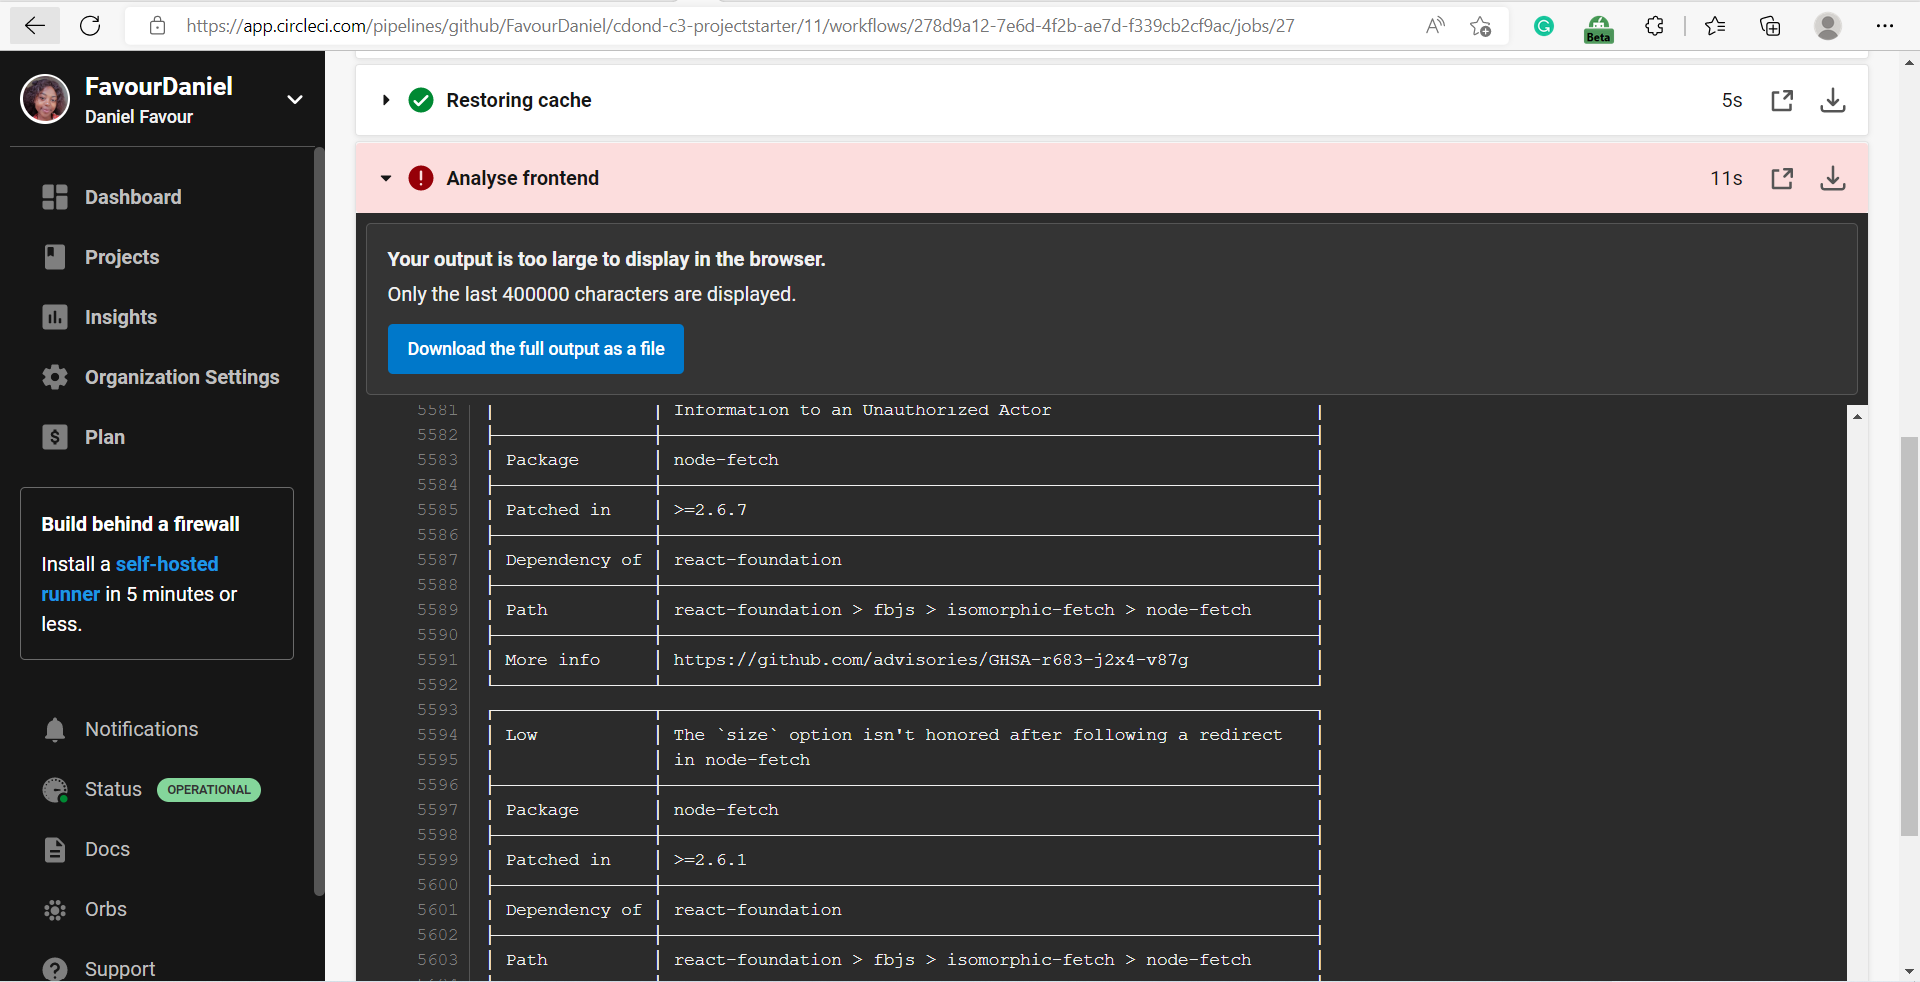 https://app.circleci.com/pipelines/github/FavourDaniel/cdond-c3-projectstarter/11/workflows/278d9a12-7e6d-4f2b-ae7d-f339cb2cf9ac/jobs/27
Beta
FavourDaniel
Daniel Favour
Dashboard
Projects
Insights
Organization Settings
Plan
Build behind a firewall
Install a self-hosted
runner in 5 minutes or
less.
Notifications
Status OPERATIONAL
Docs
Orbs
Support
Restoring cache 5s
Analyse frontend 11s
Your output is too large to display in the browser.
Only the last 400000 characters are displayed.
Download the full output as a file
5581 Information to an Unauthorized Actor
5582
5583 Package node-fetch
5584
5585 Patched in >=2.6.7
5586
5587 Dependency of react-foundation
5588
5589 Path react-foundation > fbjs > isomorphic-fetch > node-fetch
5590
5591 More info https://github.com/advisories/GHSA-r683-j2x4-v87g
5592
5593
5594 Low The `size` option isn't honored after following a redirect
5595 in node-fetch
5596
5597 Package node-fetch
5598
5599 Patched in >=2.6.1
5600
5601 Dependency of react-foundation
5602
5603 Path react-foundation > fbjs > isomorphic-fetch > node-fetch